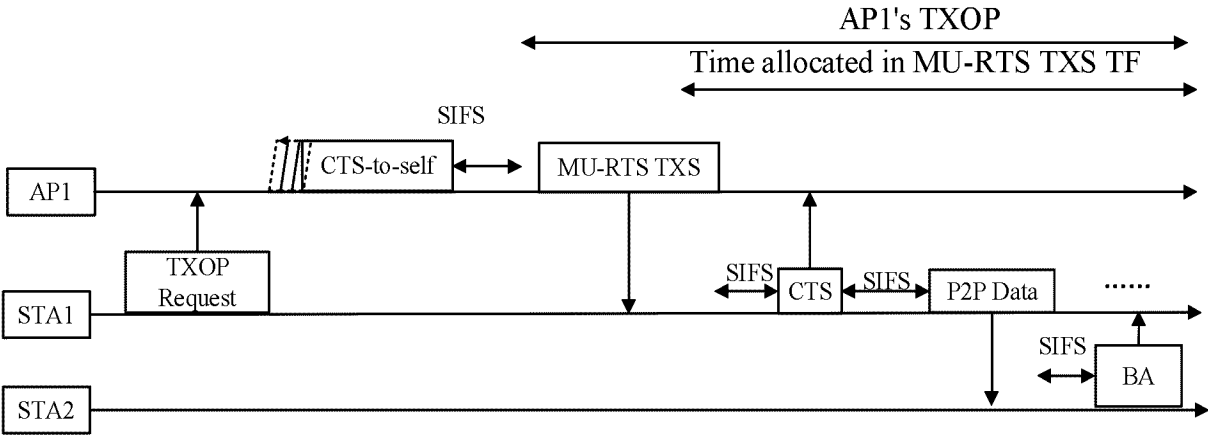 AP1's TXOP
Time allocated in MU-RTS TXS TF
SIFS
CTS-to-self
MU-RTS TXS
AP1
TXOP
Request
SIFS
CTS
SIFS
P2P Data
......
STA1
SIFS
BA
STA2